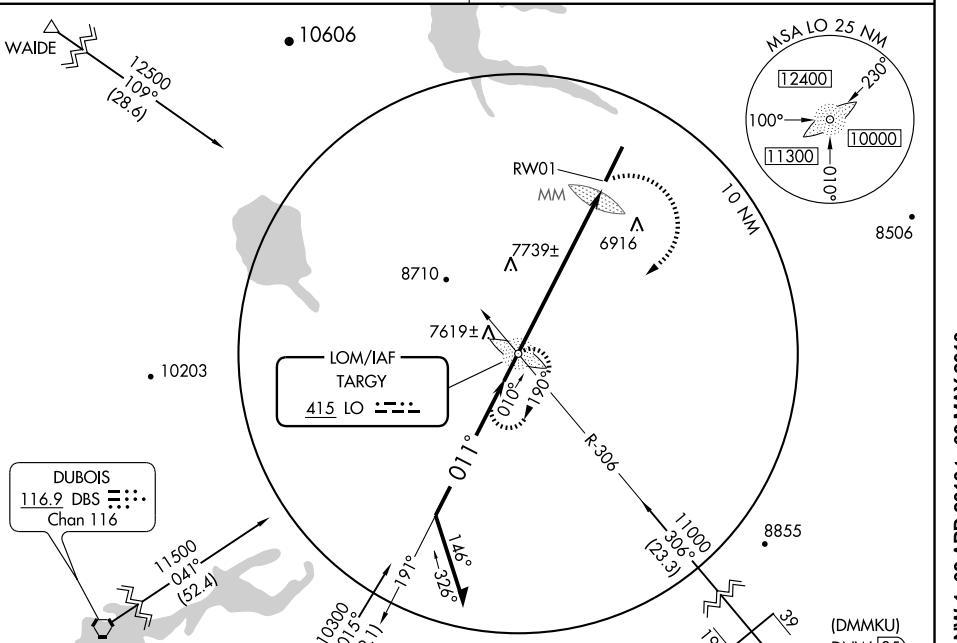 WAIDE
12500
109°
(28.6)
10606
MSA LO 25 NM
12400
230°
100°
10000
11300
010°
8506
10 NM
RW01
MM
6916
7739±
8710
7619±
LOM/IAF
TARGY
415 LO
10203
010°
190°
011°
R-306
DUBOIS
116.9 DBS
Chan 116
11500
041°
(52.4)
146°
326°
191°
10300
015°
11000
306°
(23.3)
8855
39
19
(DMMKU)